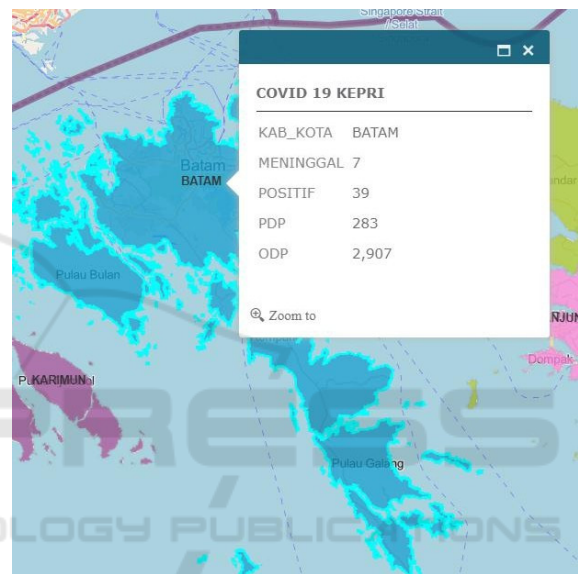 Singapore Strait
/ Selat
COVID 19 KEPRI
KAB_KOTA BATAM
MENINGGAL 7
POSITIF 39
PDP 283
ODP 2,907
Zoom to
Batam
BATAM
Pulau Bulan
KARIMUN
Dompak
Pulau Galang
PRESS
OLOGY PUBLICATIONS